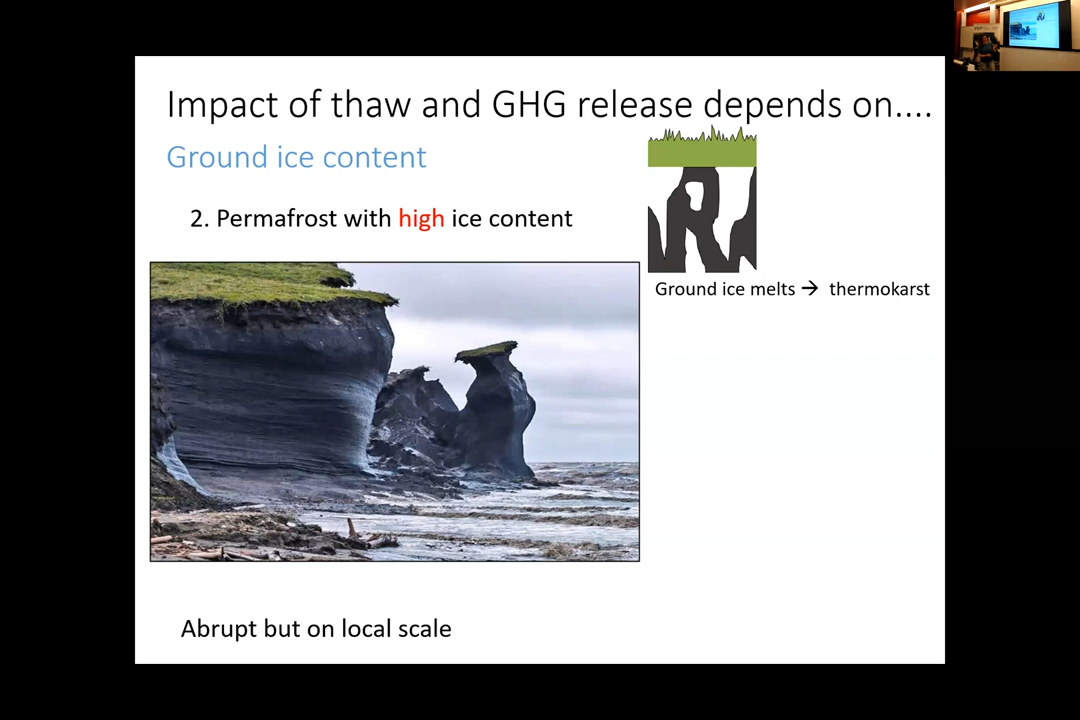 Impact of thaw and GHG release depends on....
Ground ice content
2. Permafrost with high ice content
Ground ice melts → thermokarst
Abrupt but on local scale